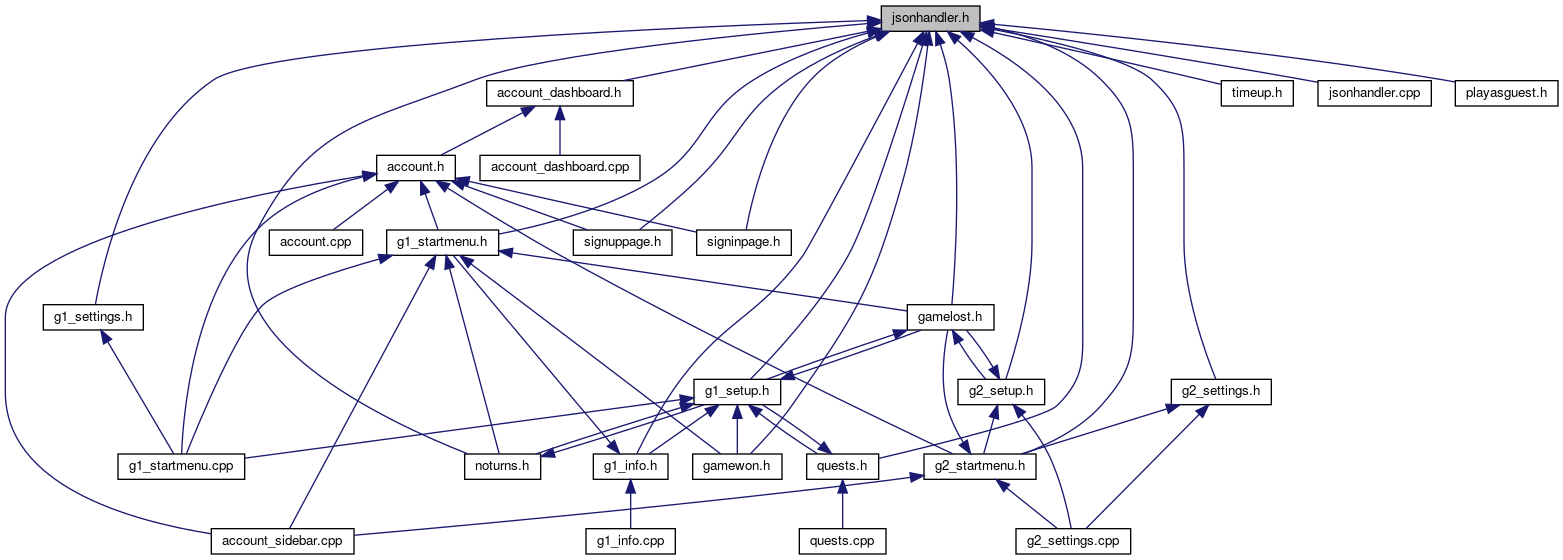 jsonhandler.h
account_dashboard.h
timeup.h
jsonhandler.cpp
playasguest.h
account.h
account_dashboard.cpp
account.cpp
g1_startmenu.h
signuppage.h
signinpage.h
g1_settings.h
gamelost.h
g1_setup.h
g2_setup.h
g2_settings.h
g1_startmenu.cpp
noturns.h
g1_info.h
gamewon.h
quests.h
g2_startmenu.h
account_sidebar.cpp
g1_info.cpp
quests.cpp
g2_settings.cpp